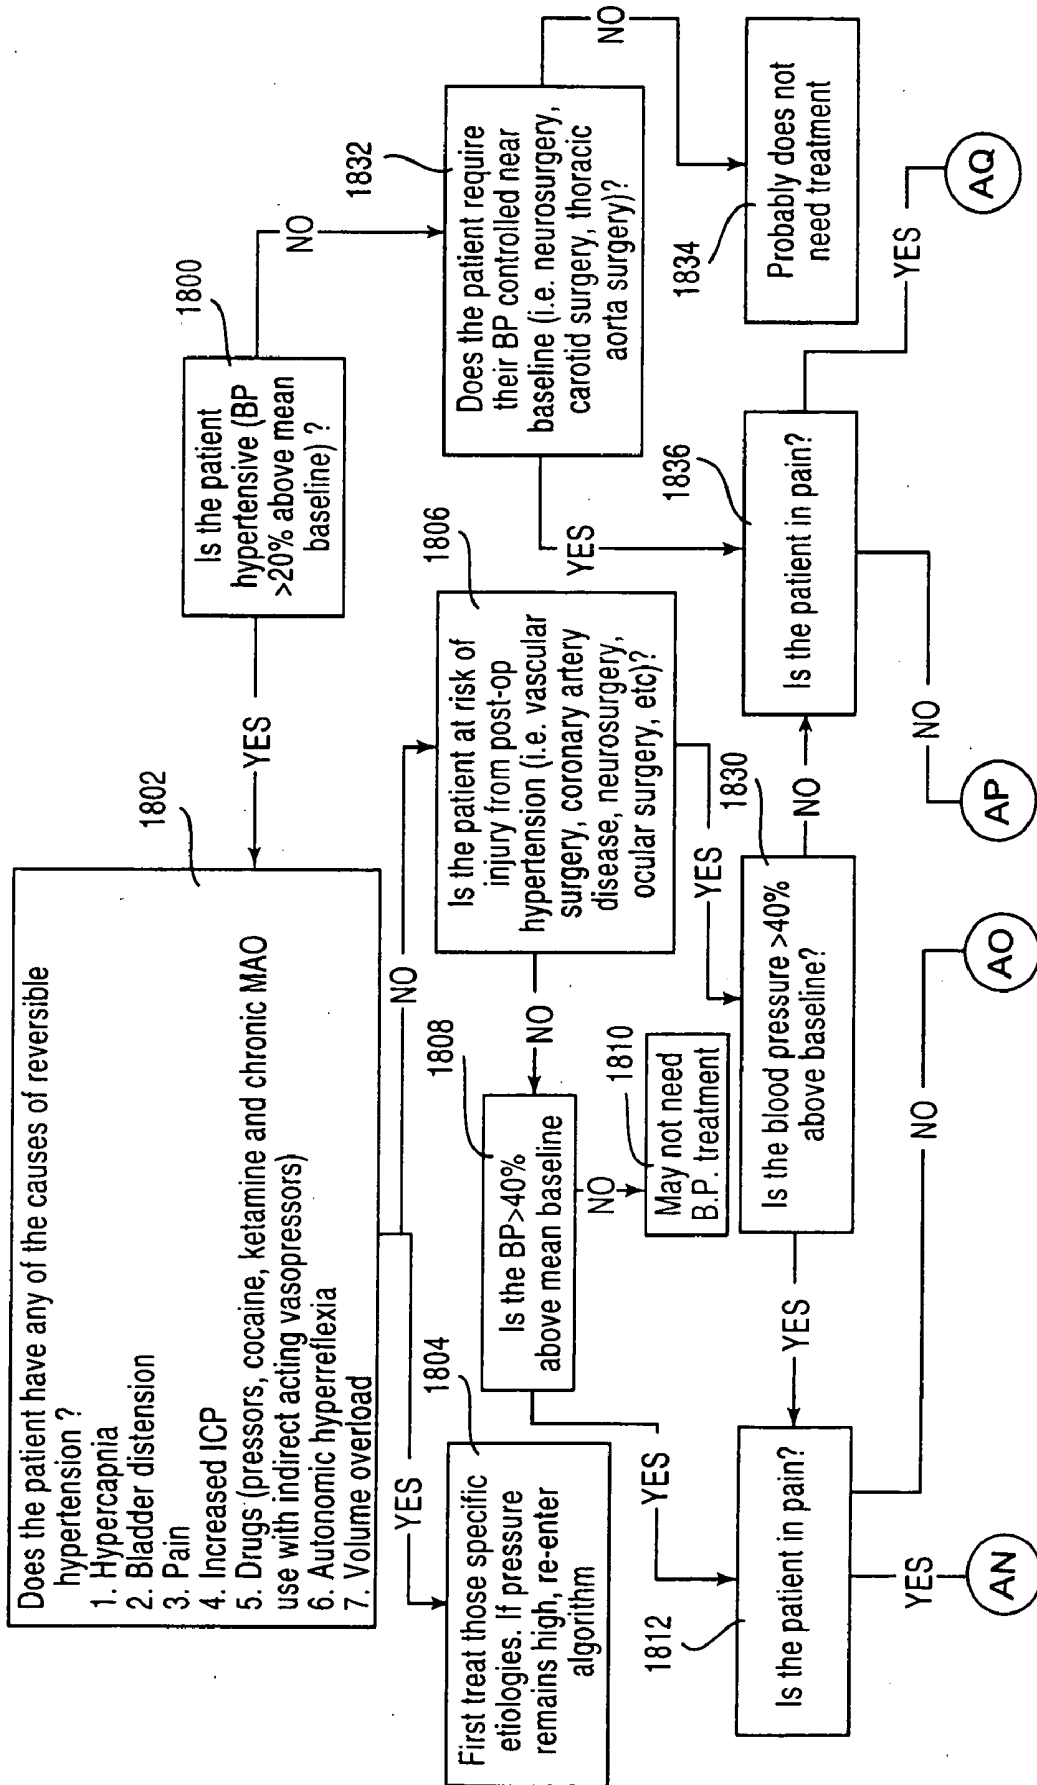 Is the patient
hypertensive (BP
>20% above mean
baseline) ?
1800
YES
NO
Does the patient have any of the causes of reversible
hypertension ?
1. Hypercapnia
2. Bladder distension
3. Pain
4. Increased ICP
5. Drugs (pressors, cocaine, ketamine and chronic MAO
use with indirect acting vasopressors)
6. Autonomic hyperreflexia
7. Volume overload
1802
YES
NO
First treat those specific
etiologies. If pressure
remains high, re-enter
algorithm
1804
Is the patient at risk of
injury from post-op
hypertension (i.e. vascular
surgery, coronary artery
disease, neurosurgery,
ocular surgery, etc)?
1806
NO
YES
Is the BP>40%
above mean baseline
1808
YES
NO
May not need
B.P. treatment
1810
Does the patient require
their BP controlled near
baseline (i.e. neurosurgery,
carotid surgery, thoracic
aorta surgery)?
1832
YES
NO
Probably does not
need treatment
1834
Is the patient in pain?
1812
YES
NO
Is the blood pressure >40%
above baseline?
1830
YES
NO
Is the patient in pain?
1836
NO
YES
AN
AO
AP
AQ